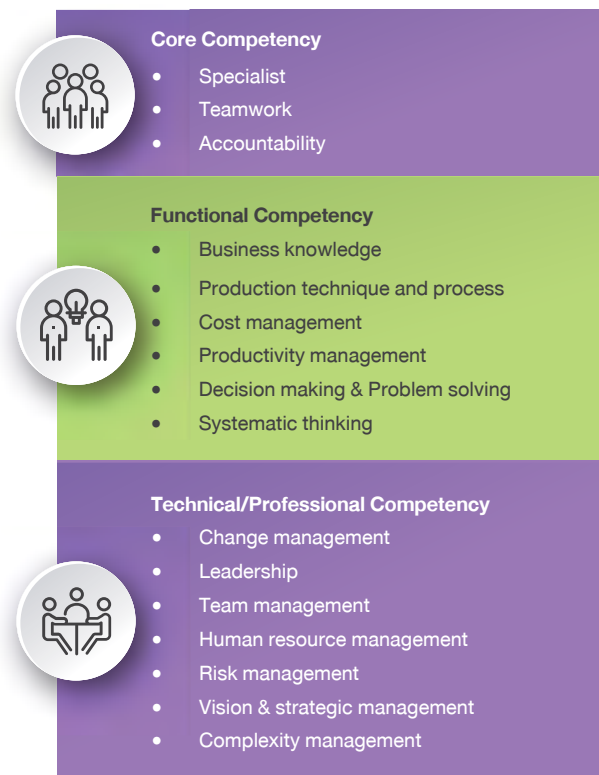 Core Competency
• Specialist
• Teamwork
• Accountability
Functional Competency
• Business knowledge
• Production technique and process
• Cost management
• Productivity management
• Decision making & Problem solving
• Systematic thinking
Technical/Professional Competency
• Change management
• Leadership
• Team management
• Human resource management
• Risk management
• Vision & strategic management
• Complexity management